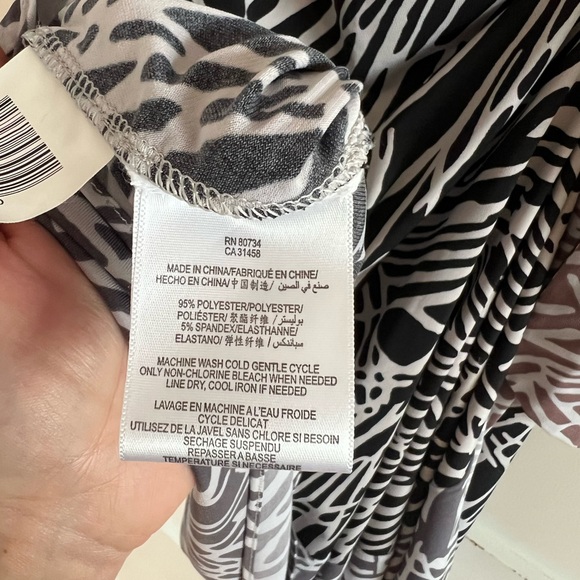 RN 80734
CA 31458
MADE IN CHINA/FABRIQUÉ EN CHINE/
HECHO EN CHINA/中国制造/ صنع في الصين
95% POLYESTER/POLYESTER/
POLIÉSTER/ 聚酯纤维 /بوليستر
5% SPANDEX/ELASTHANNE/
ELASTANO/ 弹性纤维 /سباندكس
MACHINE WASH COLD GENTLE CYCLE
ONLY NON-CHLORINE BLEACH WHEN NEEDED
LINE DRY, COOL IRON IF NEEDED
LAVAGE EN MACHINE A L'EAU FROIDE
CYCLE DELICAT
UTILISEZ DE LA JAVEL SANS CHLORE SI BESOIN
SECHAGE SUSPENDU
REPASSER A BASSE
TEMPERATURE SI NECESSAIRE